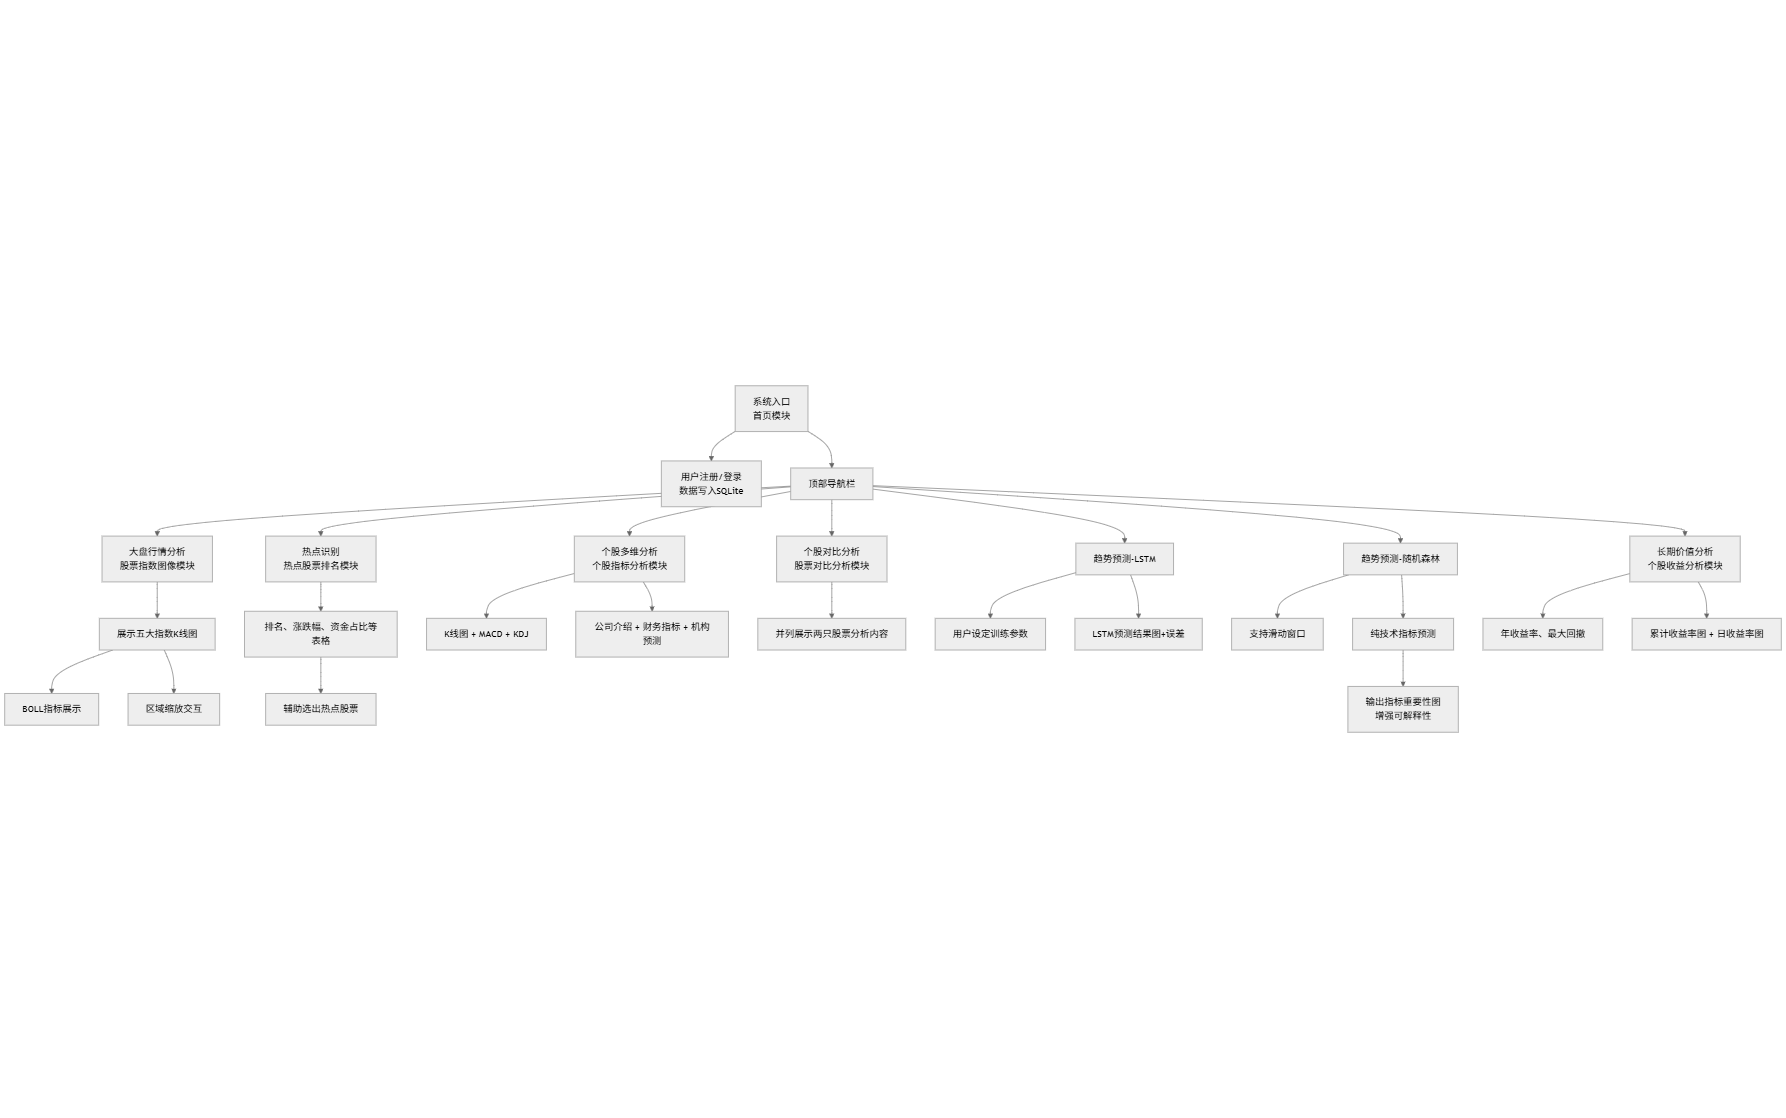 系统入口
首页模块
用户注册/登录
数据写入SQLite
顶部导航栏
大盘行情分析
股票指数图像模块
热点识别
热点股票排名模块
个股多维分析
个股指标分析模块
个股对比分析
股票对比分析模块
趋势预测-LSTM
趋势预测-随机森林
长期价值分析
个股收益分析模块
展示五大指数K线图
排名、涨跌幅、资金占比等
表格
K线图 + MACD + KDJ
公司介绍 + 财务指标 + 机构
预测
并列展示两只股票分析内容
用户设定训练参数
LSTM预测结果图+误差
支持滑动窗口
纯技术指标预测
年收益率、最大回撤
累计收益率图 + 日收益率图
BOLL指标展示
区域缩放交互
辅助选出热点股票
输出指标重要性图
增强可解释性